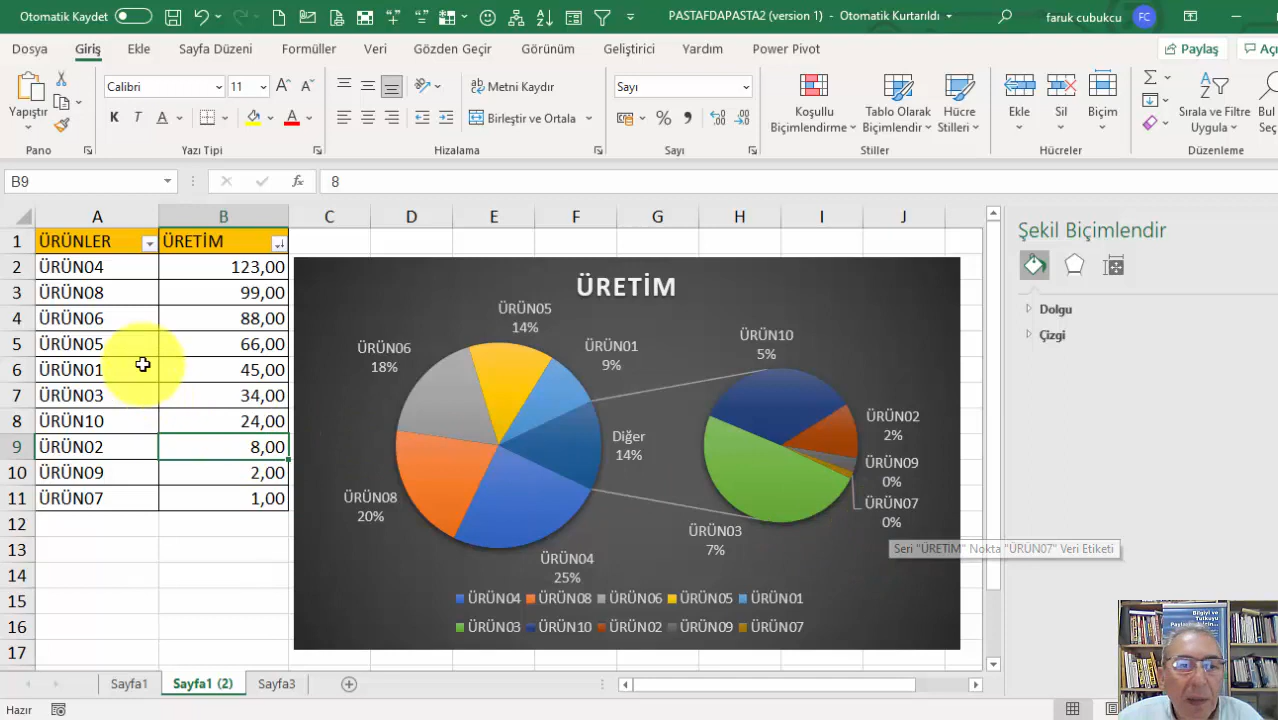 Otomatik Kaydet
PASTAFDAPASTA2 (version 1) - Otomatik Kurtarıldı
faruk cubukcu FC
Dosya Giriş Ekle Sayfa Düzeni Formüller Veri Gözden Geçir Görünüm Geliştirici Yardım Power Pivot Paylaş
Yapıştır
Calibri 11
K T A A
Metni Kaydır
Birleştir ve Ortala
Sayı
Koşullu
Biçimlendirme
Tablo Olarak
Biçimlendir
Hücre
Stilleri
Ekle Sil Biçim
Sırala ve Filtre
Uygula
Pano Yazı Tipi Hizalama Sayı Stiller Hücreler Düzenleme
B9 fx 8
A B C D E F G H I J
1 ÜRÜNLER ÜRETİM
2 ÜRÜN04 123,00
3 ÜRÜN08 99,00
4 ÜRÜN06 88,00
5 ÜRÜN05 66,00
6 ÜRÜN01 45,00
7 ÜRÜN03 34,00
8 ÜRÜN10 24,00
9 ÜRÜN02 8,00
10 ÜRÜN09 2,00
11 ÜRÜN07 1,00
12
13
14
15
16
17
ÜRETİM
ÜRÜN05
14%
ÜRÜN06
18%
ÜRÜN01
9%
Diğer
14%
ÜRÜN08
20%
ÜRÜN04
25%
ÜRÜN10
5%
ÜRÜN02
2%
ÜRÜN09
0%
ÜRÜN07
0%
ÜRÜN03
7%
ÜRÜN04 ÜRÜN08 ÜRÜN06 ÜRÜN05 ÜRÜN01
ÜRÜN03 ÜRÜN10 ÜRÜN02 ÜRÜN09 ÜRÜN07
Seri "ÜRETİM" Nokta "ÜRÜN07" Veri Etiketi
Şekil Biçimlendir
Dolgu
Çizgi
Bilgiyi ve
Tutkuyu
Sayfa1 Sayfa1 (2) Sayfa3
Hazır